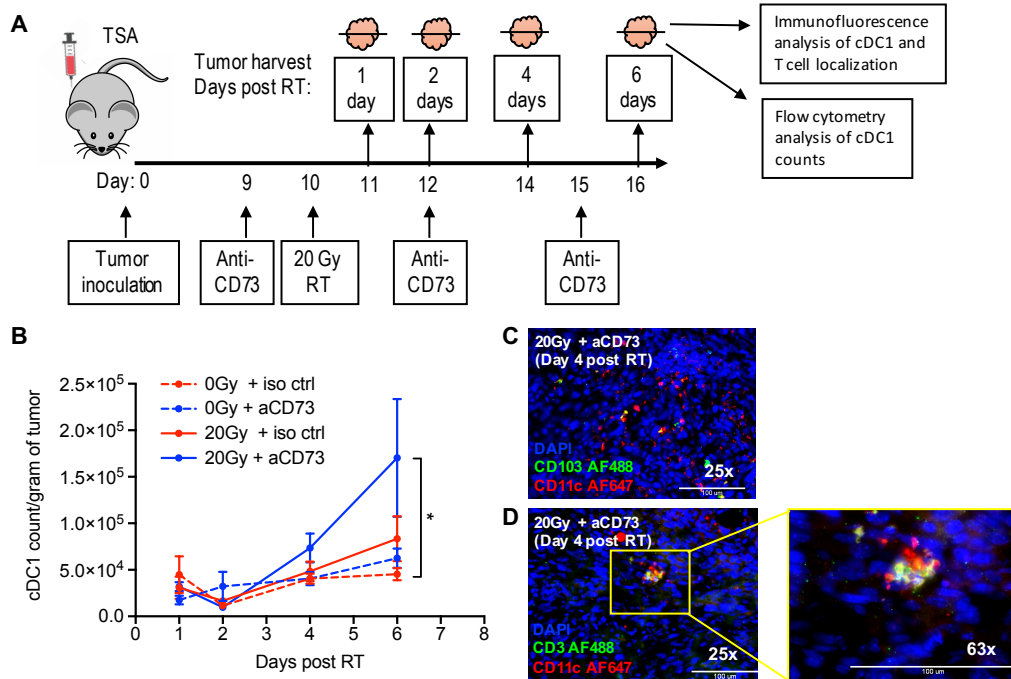 A
TSA
Tumor harvest
Days post RT:
1
day
2
days
4
days
6
days
Immunofluorescence
analysis of cDC1 and
T cell localization
Flow cytometry
analysis of cDC1
counts
Day: 0
9
10
11
12
14
15
16
Tumor
inoculation
Anti-
CD73
20 Gy
RT
Anti-
CD73
Anti-
CD73
B
cDC1 count/gram of tumor
2.5×10⁵
2.0×10⁵
1.5×10⁵
1.0×10⁵
5.0×10⁴
0.0
0Gy + iso ctrl
0Gy + aCD73
20Gy + iso ctrl
20Gy + aCD73
*
0 1 2 3 4 5 6 7 8
Days post RT
C
20Gy + aCD73
(Day 4 post RT)
DAPI
CD103 AF488
CD11c AF647
25x
100 um
D
20Gy + aCD73
(Day 4 post RT)
DAPI
CD3 AF488
CD11c AF647
25x
100 um
63x
100 um